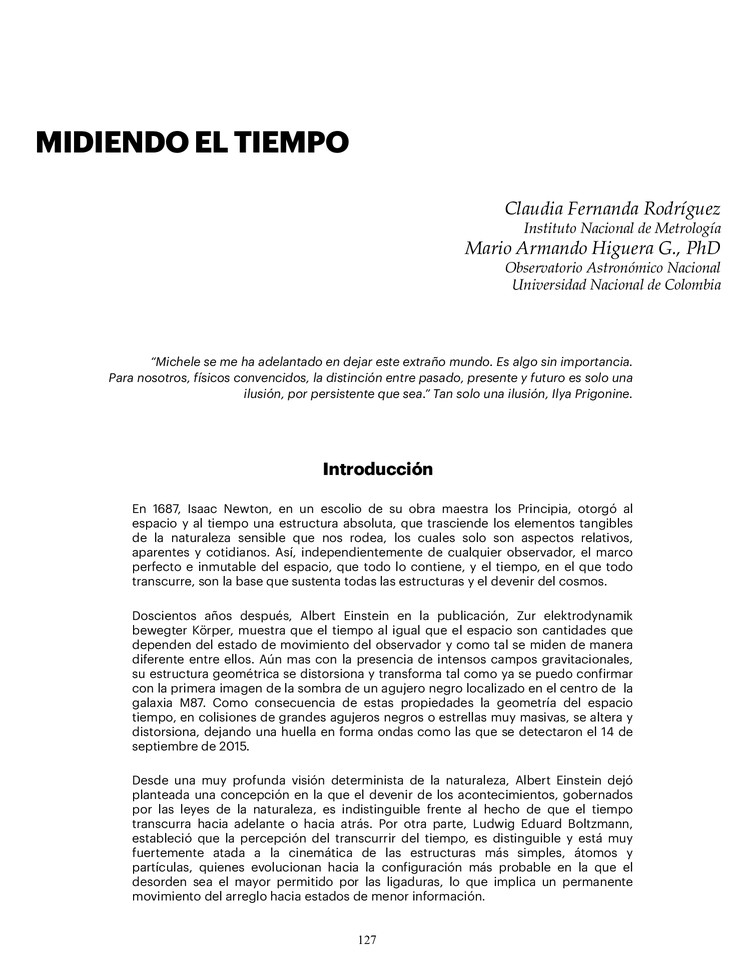 MIDIENDO EL TIEMPO
Claudia Fernanda Rodríguez
Instituto Nacional de Metrología
Mario Armando Higuera G., PhD
Observatorio Astronómico Nacional
Universidad Nacional de Colombia
“Michele se me ha adelantado en dejar este extraño mundo. Es algo sin importancia.
Para nosotros, físicos convencidos, la distinción entre pasado, presente y futuro es solo una
ilusión, por persistente que sea.” Tan solo una ilusión, Ilya Prigonine.
Introducción
En 1687, Isaac Newton, en un escolio de su obra maestra los Principia, otorgó al
espacio y al tiempo una estructura absoluta, que trasciende los elementos tangibles
de la naturaleza sensible que nos rodea, los cuales solo son aspectos relativos,
aparentes y cotidianos. Así, independientemente de cualquier observador, el marco
perfecto e inmutable del espacio, que todo lo contiene, y el tiempo, en el que todo
transcurre, son la base que sustenta todas las estructuras y el devenir del cosmos.
Doscientos años después, Albert Einstein en la publicación, Zur elektrodynamik
bewegter Körper, muestra que el tiempo al igual que el espacio son cantidades que
dependen del estado de movimiento del observador y como tal se miden de manera
diferente entre ellos. Aún mas con la presencia de intensos campos gravitacionales,
su estructura geométrica se distorsiona y transforma tal como ya se puedo confirmar
con la primera imagen de la sombra de un agujero negro localizado en el centro de la
galaxia M87. Como consecuencia de estas propiedades la geometría del espacio
tiempo, en colisiones de grandes agujeros negros o estrellas muy masivas, se altera y
distorsiona, dejando una huella en forma ondas como las que se detectaron el 14 de
septiembre de 2015.
Desde una muy profunda visión determinista de la naturaleza, Albert Einstein dejó
planteada una concepción en la que el devenir de los acontecimientos, gobernados
por las leyes de la naturaleza, es indistinguible frente al hecho de que el tiempo
transcurra hacia adelante o hacia atrás. Por otra parte, Ludwig Eduard Boltzmann,
estableció que la percepción del transcurrir del tiempo, es distinguible y está muy
fuertemente atada a la cinemática de las estructuras más simples, átomos y
partículas, quienes evolucionan hacia la configuración más probable en la que el
desorden sea el mayor permitido por las ligaduras, lo que implica un permanente
movimiento del arreglo hacia estados de menor información.
127